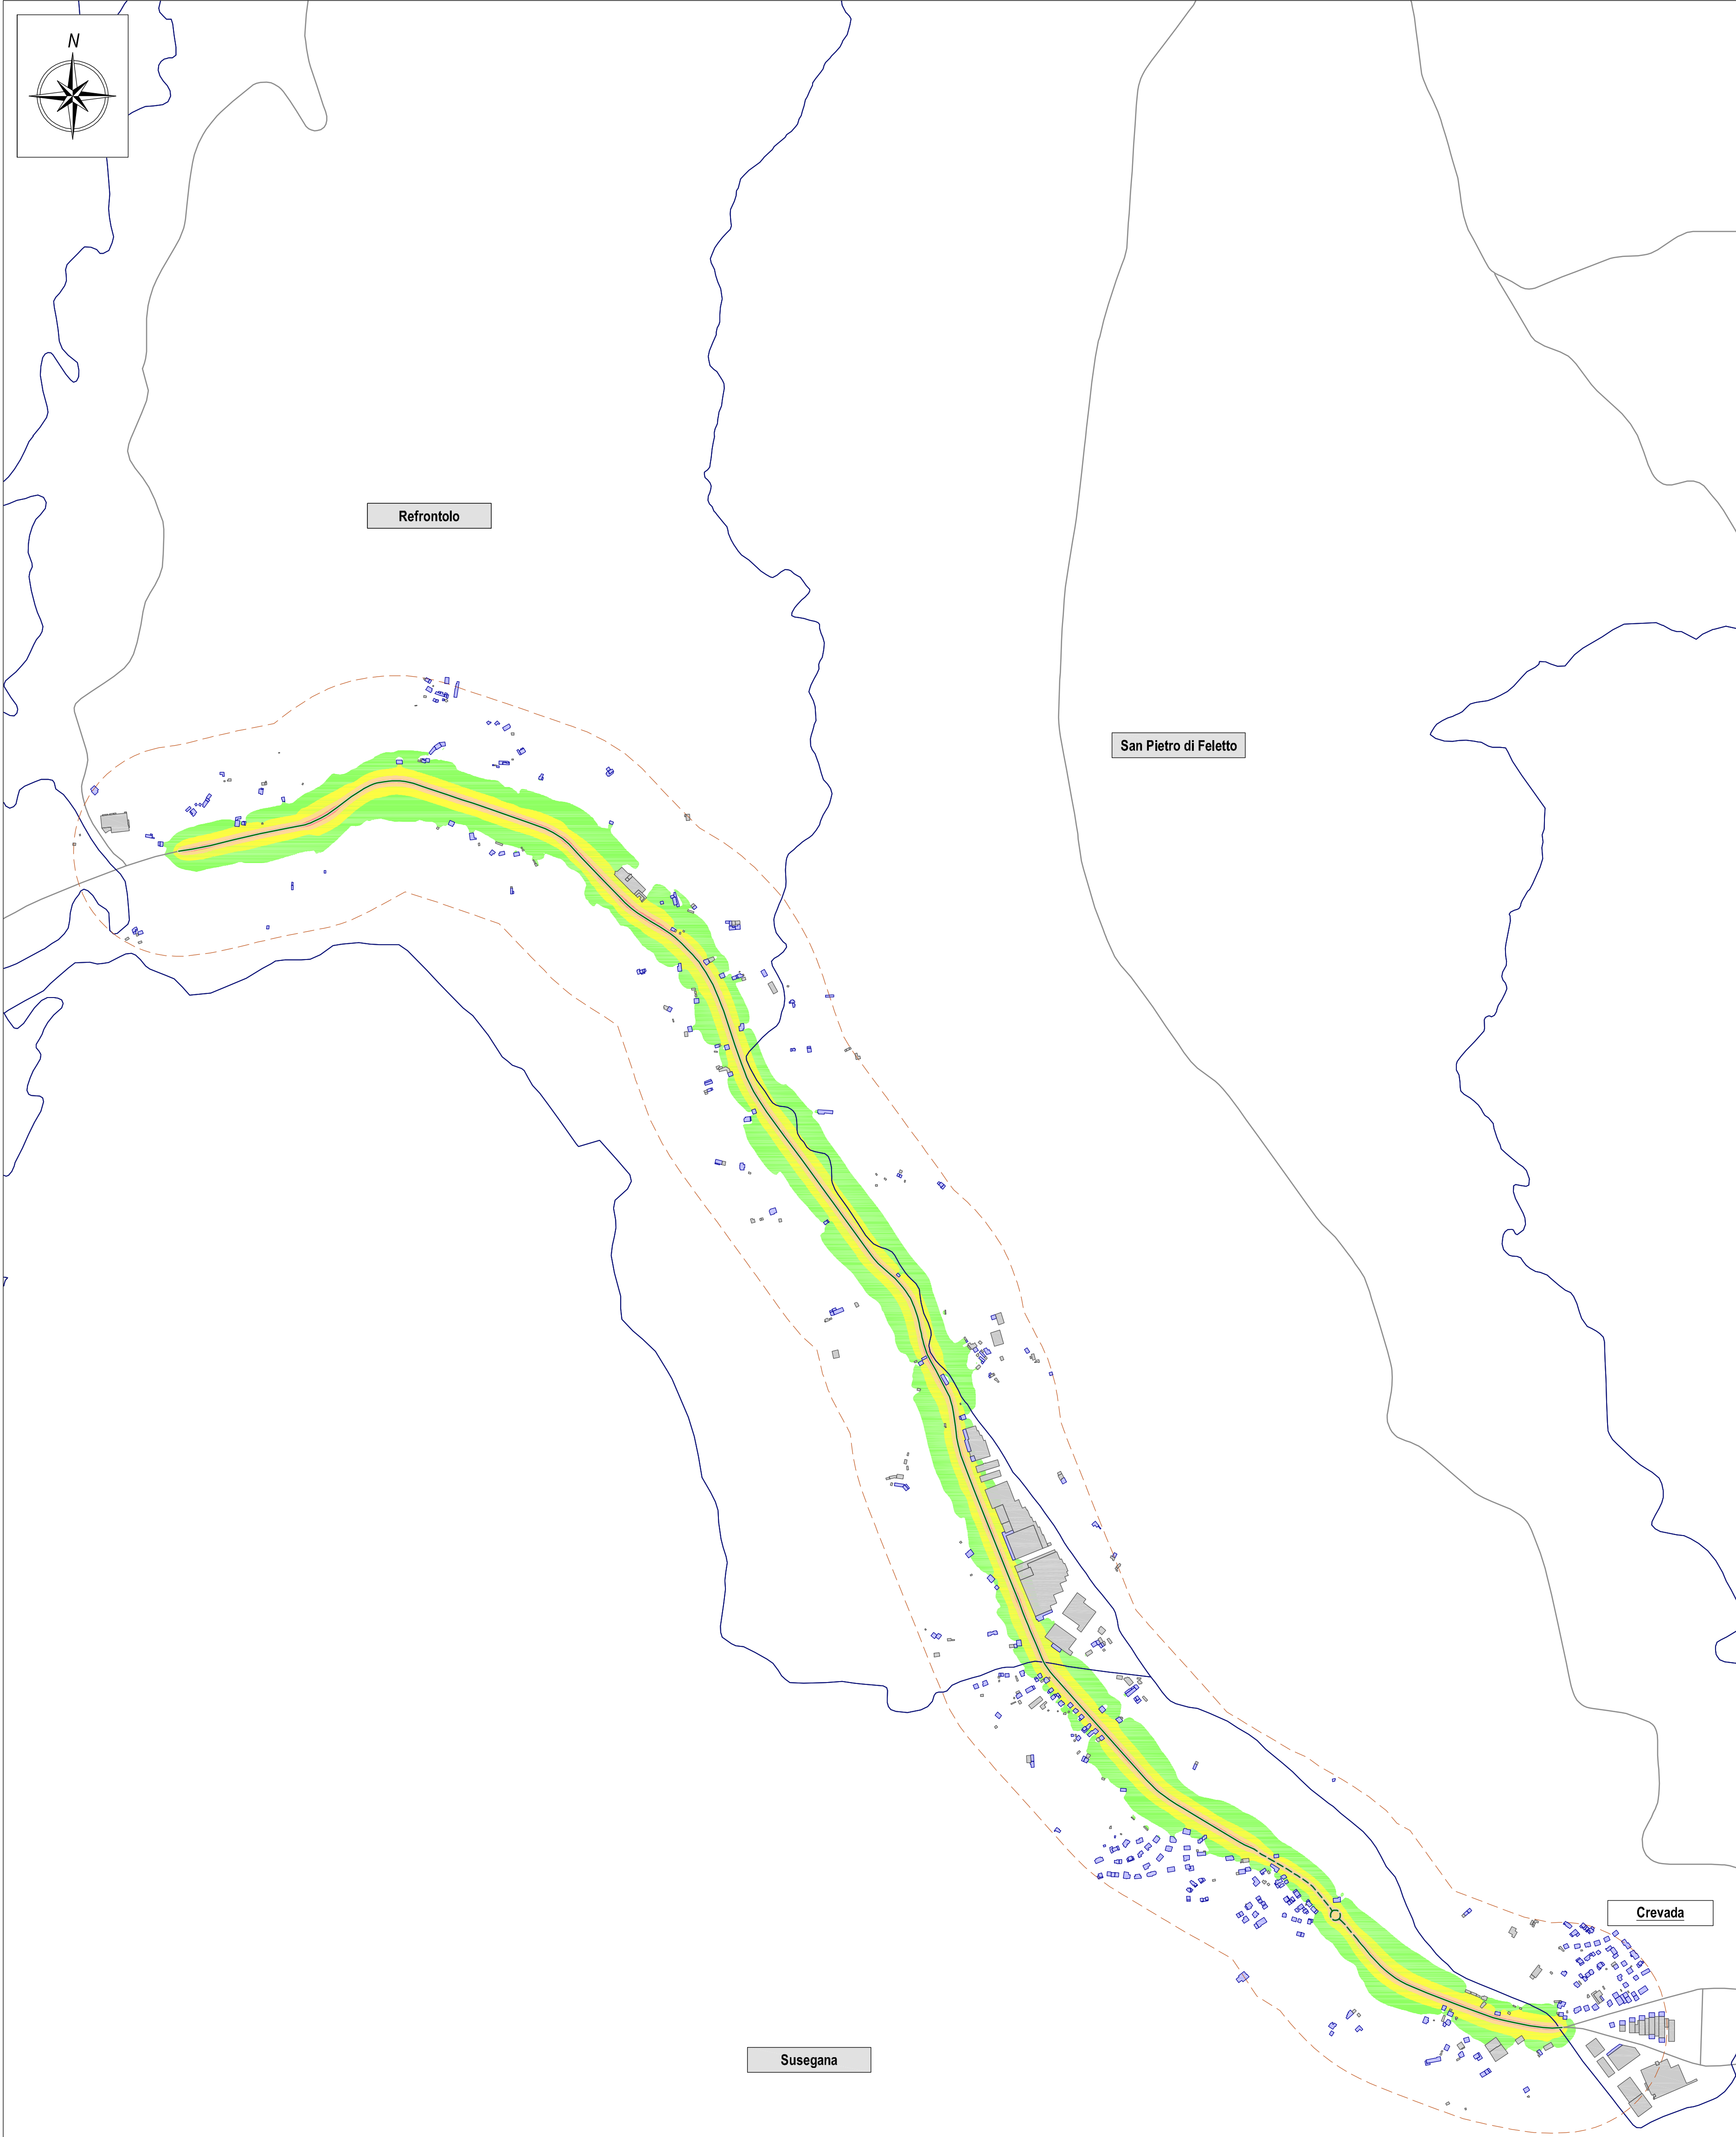 N
Refrontolo
San Pietro di Feletto
Crevada
Susegana